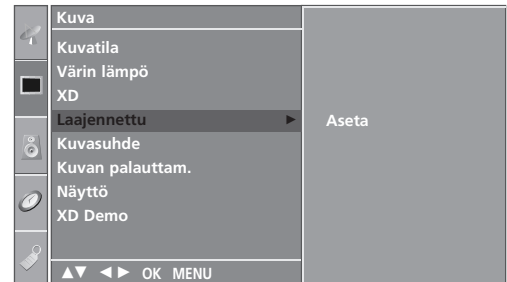 Kuva
Kuvatila
Värin lämpö
XD
Laajennettu ► Aseta
Kuvasuhde
Kuvan palauttam.
Näyttö
XD Demo
▲▼ ◄► OK MENU